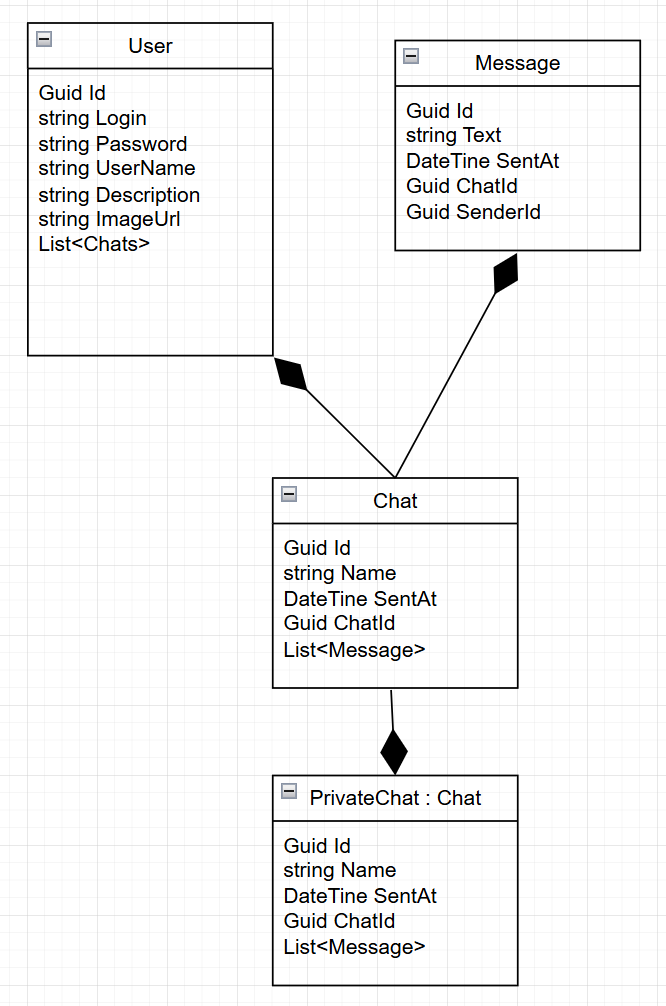 User
Guid Id
string Login
string Password
string UserName
string Description
string ImageUrl
List<Chats>
Message
Guid Id
string Text
DateTine SentAt
Guid ChatId
Guid SenderId
Chat
Guid Id
string Name
DateTine SentAt
Guid ChatId
List<Message>
PrivateChat : Chat
Guid Id
string Name
DateTine SentAt
Guid ChatId
List<Message>